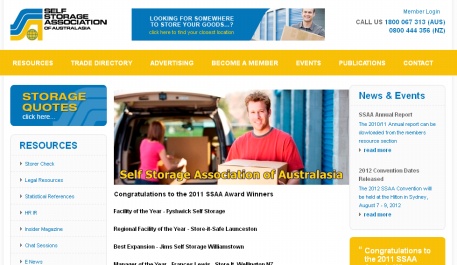 SELF
STORAGE
ASSOCIATION
OF AUSTRALASIA
LOOKING FOR SOMEWHERE
TO STORE YOUR GOODS...?
click here to find your closest location
Member Login
CALL US 1800 067 313 (AUS)
0800 444 356 (NZ)
RESOURCES TRADE DIRECTORY ADVERTISING BECOME A MEMBER EVENTS PUBLICATIONS CONTACT
STORAGE
QUOTES
click here...
RESOURCES
Storer Check
Legal Resources
Statistical References
HR IR
Insider Magazine
Chat Sessions
E-News
Self Storage Association of Australasia
Congratulations to the 2011 SSAA Award Winners
Facility of the Year - Fyshwick Self Storage
Regional Facility of the Year - Store-it-Safe Launceston
Best Expansion - Jims Self Storage Williamstown
Manager of the Year - Frances Lewis, Store It, Wellington NZ
News & Events
SSAA Annual Report
The 2010/11 Annual report can be
dowloaded from the members
resource section
read more
2012 Convention Dates
Released
The 2012 SSAA Convention will
be held at the Hilton in Sydney,
August 7 - 9, 2012
read more
" Congratulations to
the 2011 SSAA